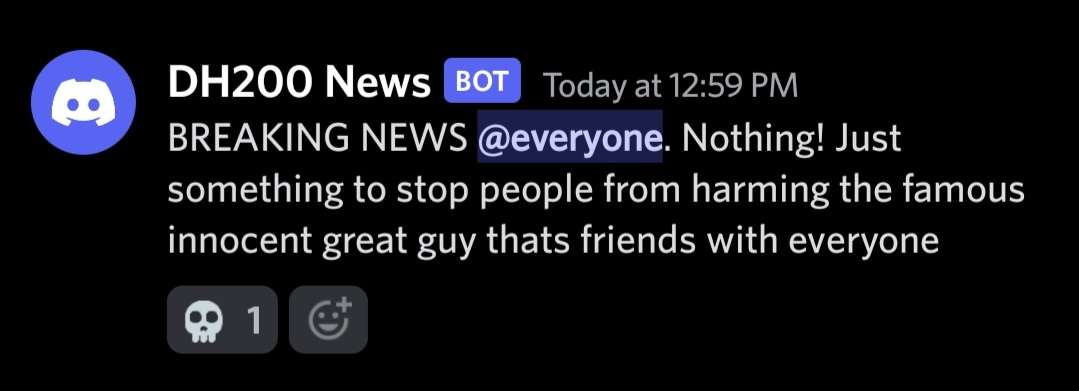 DH200 News BOT Today at 12:59 PM
BREAKING NEWS @everyone. Nothing! Just
something to stop people from harming the famous
innocent great guy thats friends with everyone
1